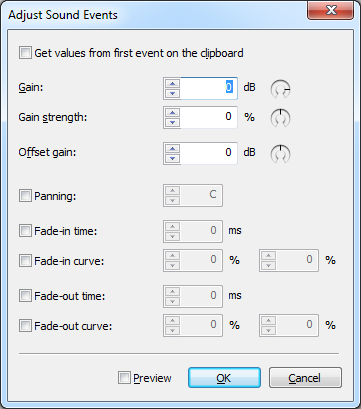 Adjust Sound Events
Get values from first event on the clipboard
Gain: 0 dB
Gain strength: 0 %
Offset gain: 0 dB
Panning: C
Fade-in time: 0 ms
Fade-in curve: 0 % 0 %
Fade-out time: 0 ms
Fade-out curve: 0 % 0 %
Preview OK Cancel